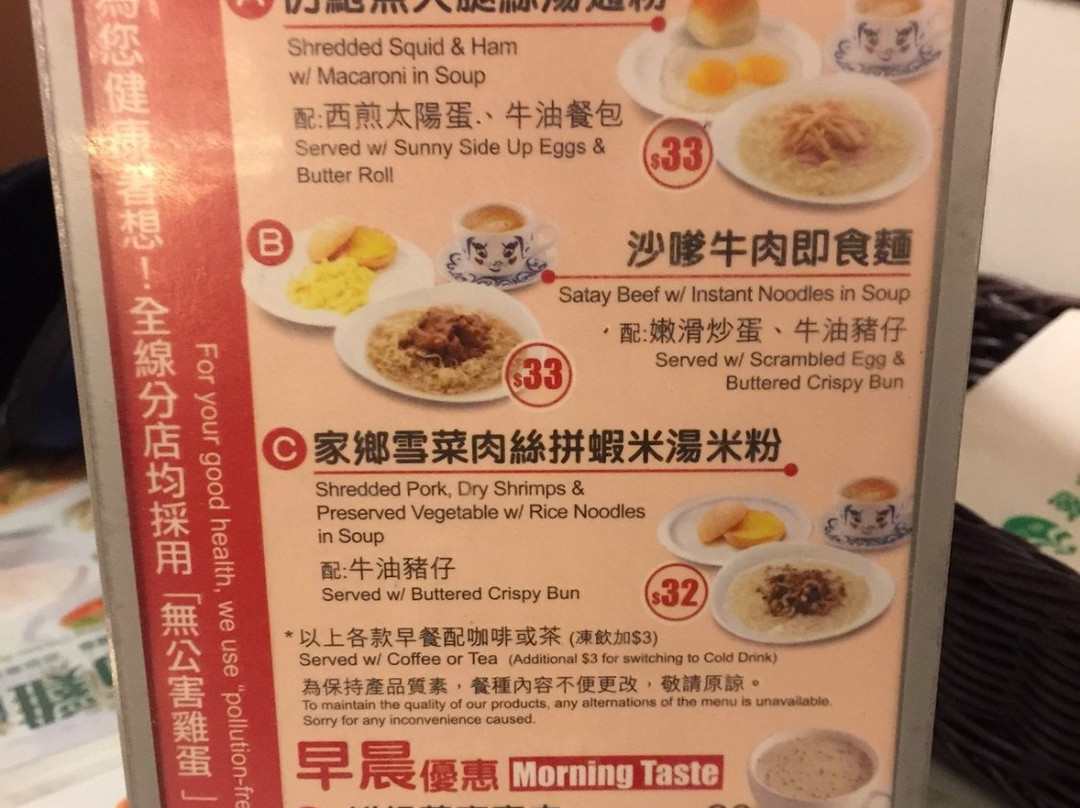 A
Shredded Squid & Ham
w/ Macaroni in Soup
配:西煎太陽蛋、牛油餐包
Served w/ Sunny Side Up Eggs &
Butter Roll
$33
B
沙嗲牛肉即食麵
Satay Beef w/ Instant Noodles in Soup
配:嫩滑炒蛋、牛油豬仔
Served w/ Scrambled Egg &
Buttered Crispy Bun
$33
C 家鄉雪菜肉絲拼蝦米湯米粉
Shredded Pork, Dry Shrimps &
Preserved Vegetable w/ Rice Noodles
in Soup
配:牛油豬仔
Served w/ Buttered Crispy Bun
$32
*以上各款早餐配咖啡或茶 (凍飲加$3)
Served w/ Coffee or Tea (Additional $3 for switching to Cold Drink)
為保持產品質素，餐種內容不便更改，敬請原諒。
To maintain the quality of our products, any alternations of the menu is unavailable.
Sorry for any inconvenience caused.
早晨優惠 Morning Taste
為您健康着想！全線分店均採用「無公害雞蛋」
For your good health, we use "pollution-fre